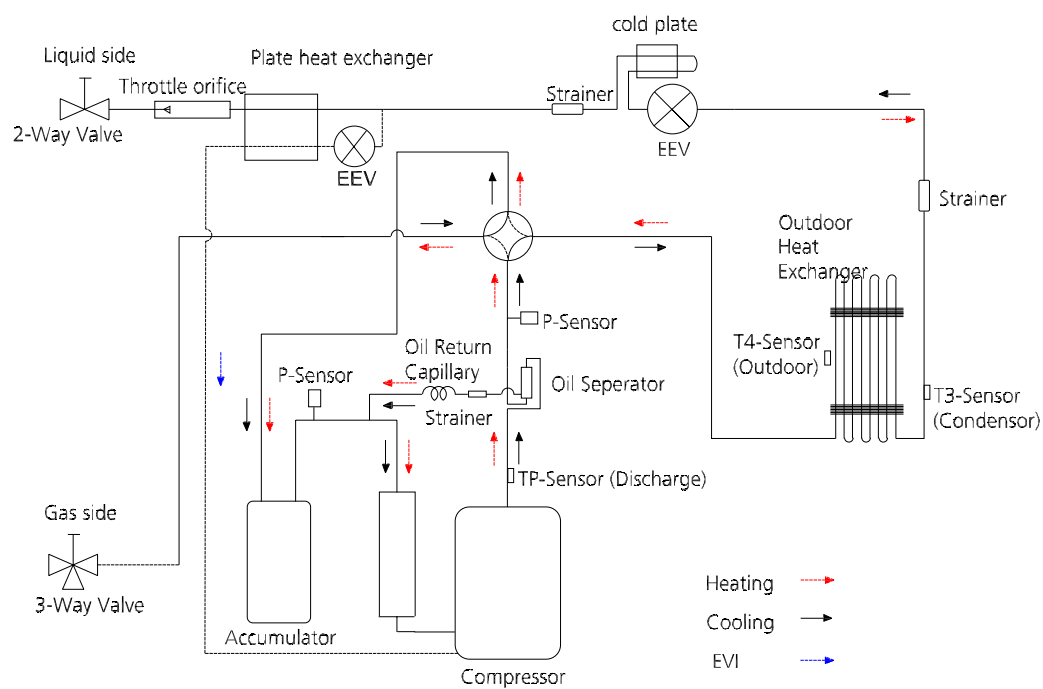 cold plate
Liquid side
Plate heat exchanger
Throttle orifice
Strainer
2-Way Valve
EEV
EEV
Strainer
Outdoor
Heat
Exchanger
P-Sensor
T4-Sensor
(Outdoor)
Oil Return
Capillary
P-Sensor
Oil Seperator
T3-Sensor
(Condensor)
Strainer
TP-Sensor (Discharge)
Gas side
3-Way Valve
Accumulator
Compressor
Heating
Cooling
EVI